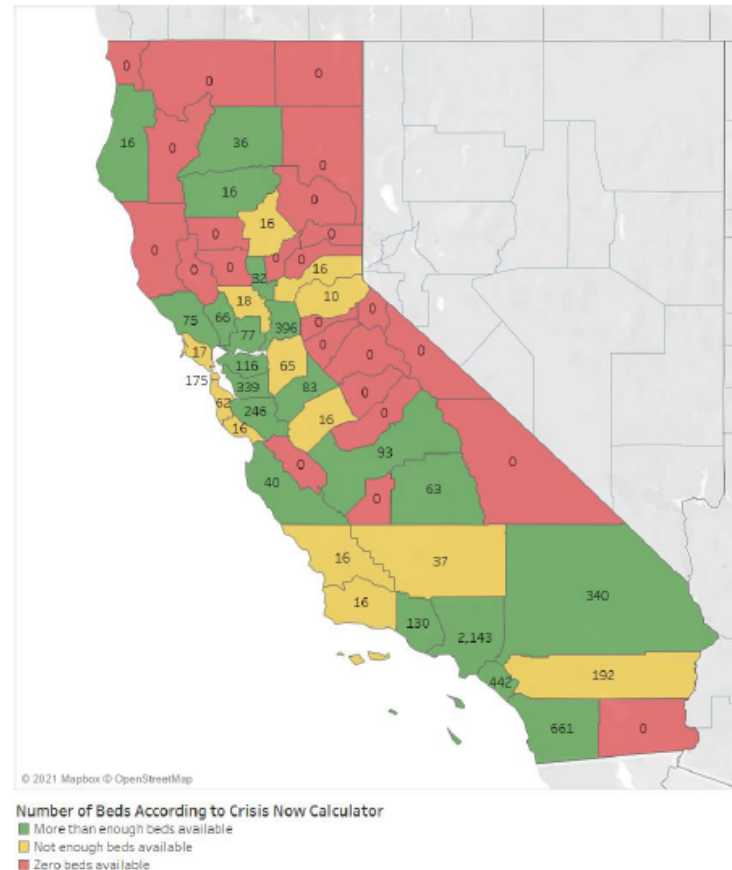 0 0 0
16 0 36 0
16 0
16
0 0 0
0 0 0 0
32 16
18 10
75 66 0
77 396 0
17 0 0
116 65 0
175 339 83 0
62 246 16 0
16 93
0 0
40 0 63
16 37
16 340
130 2,143
442 192
661 0
© 2021 Mapbox © OpenStreetMap
Number of Beds According to Crisis Now Calculator
More than enough beds available
Not enough beds available
Zero beds available